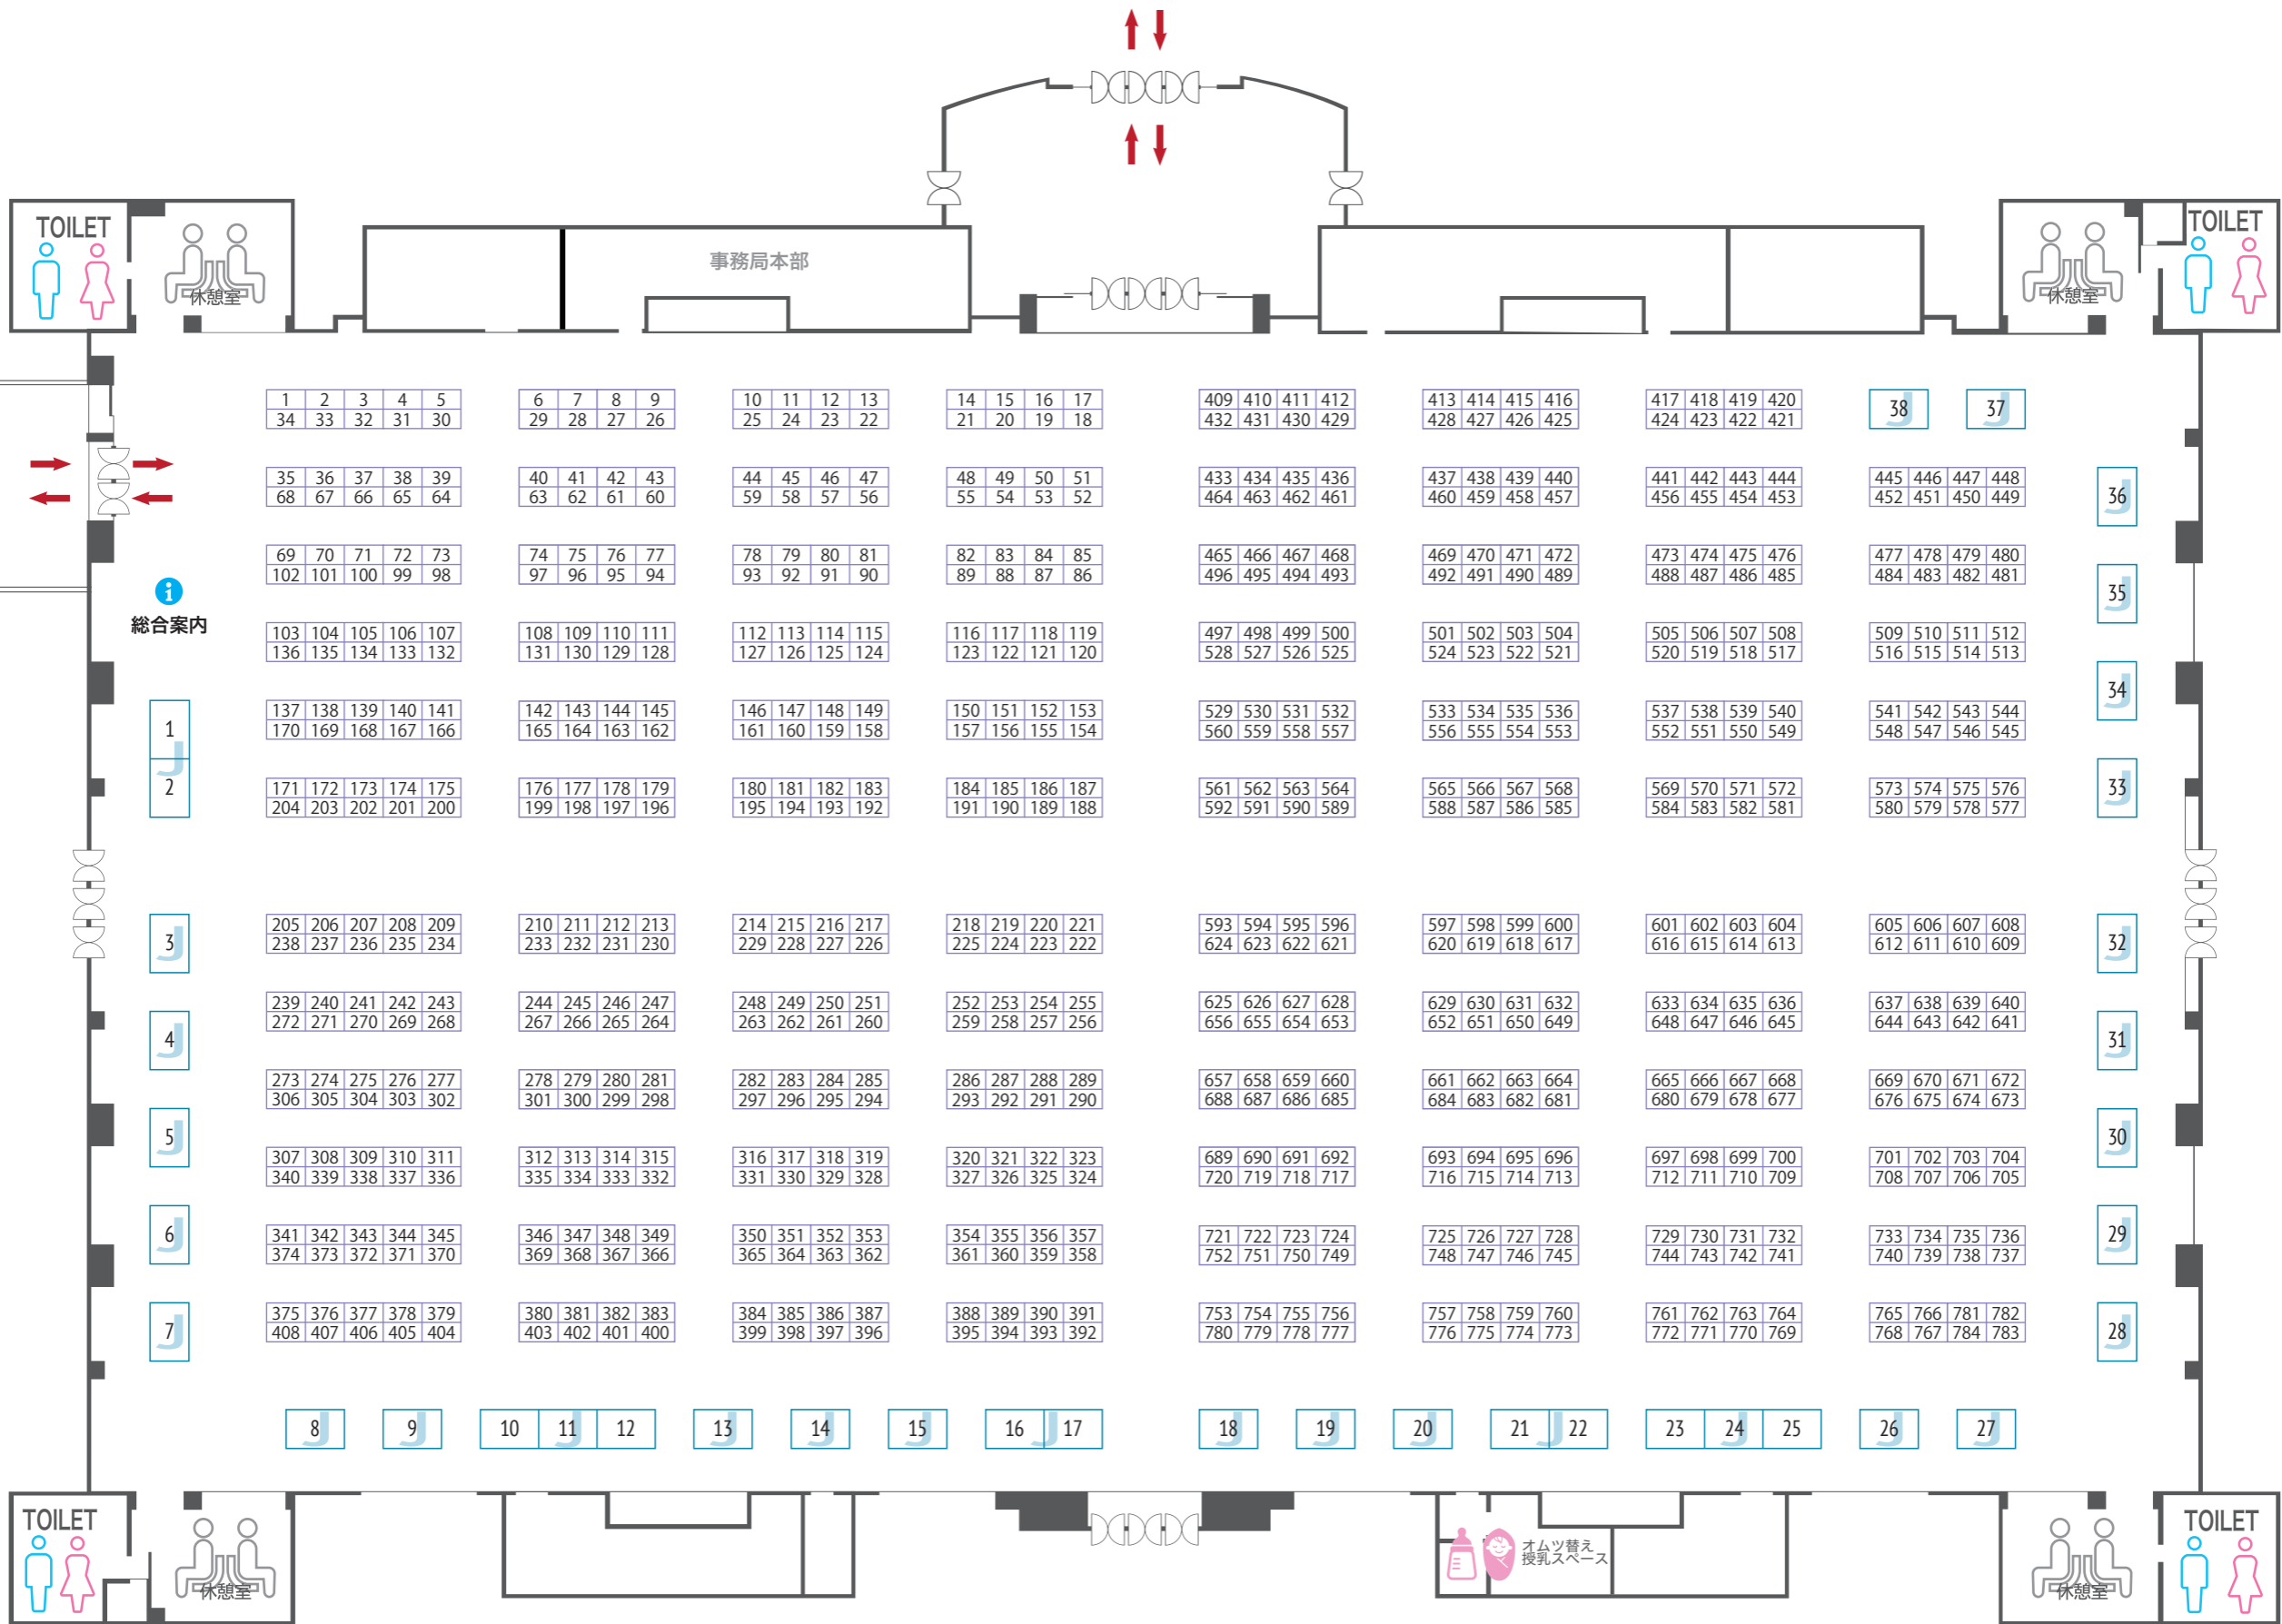 TOILET
休憩室
事務局本部
休憩室
TOILET
1 2 3 4 5 6 7 8 9 10 11 12 13 14 15 16 17 409 410 411 412 413 414 415 416 417 418 419 420
34 33 32 31 30 29 28 27 26 25 24 23 22 21 20 19 18 432 431 430 429 428 427 426 425 424 423 422 421
38 J 37 J
35 36 37 38 39 40 41 42 43 44 45 46 47 48 49 50 51 433 434 435 436 437 438 439 440 441 442 443 444 445 446 447 448
68 67 66 65 64 63 62 61 60 59 58 57 56 55 54 53 52 464 463 462 461 460 459 458 457 456 455 454 453 452 451 450 449
36 J
69 70 71 72 73 74 75 76 77 78 79 80 81 82 83 84 85 465 466 467 468 469 470 471 472 473 474 475 476 477 478 479 480
102 101 100 99 98 97 96 95 94 93 92 91 90 89 88 87 86 496 495 494 493 492 491 490 489 488 487 486 485 484 483 482 481
i
総合案内
35 J
103 104 105 106 107 108 109 110 111 112 113 114 115 116 117 118 119 497 498 499 500 501 502 503 504 505 506 507 508 509 510 511 512
136 135 134 133 132 131 130 129 128 127 126 125 124 123 122 121 120 528 527 526 525 524 523 522 521 520 519 518 517 516 515 514 513
34 J
137 138 139 140 141 142 143 144 145 146 147 148 149 150 151 152 153 529 530 531 532 533 534 535 536 537 538 539 540 541 542 543 544
170 169 168 167 166 165 164 163 162 161 160 159 158 157 156 155 154 560 559 558 557 556 555 554 553 552 551 550 549 548 547 546 545
1 J 2
33 J
171 172 173 174 175 176 177 178 179 180 181 182 183 184 185 186 187 561 562 563 564 565 566 567 568 569 570 571 572 573 574 575 576
204 203 202 201 200 199 198 197 196 195 194 193 192 191 190 189 188 592 591 590 589 588 587 586 585 584 583 582 581 580 579 578 577
205 206 207 208 209 210 211 212 213 214 215 216 217 218 219 220 221 593 594 595 596 597 598 599 600 601 602 603 604 605 606 607 608
238 237 236 235 234 233 232 231 230 229 228 227 226 225 224 223 222 624 623 622 621 620 619 618 617 616 615 614 613 612 611 610 609
3 J
32 J
239 240 241 242 243 244 245 246 247 248 249 250 251 252 253 254 255 625 626 627 628 629 630 631 632 633 634 635 636 637 638 639 640
272 271 270 269 268 267 266 265 264 263 262 261 260 259 258 257 256 656 655 654 653 652 651 650 649 648 647 646 645 644 643 642 641
4 J
31 J
273 274 275 276 277 278 279 280 281 282 283 284 285 286 287 288 289 657 658 659 660 661 662 663 664 665 666 667 668 669 670 671 672
306 305 304 303 302 301 300 299 298 297 296 295 294 293 292 291 290 688 687 686 685 684 683 682 681 680 679 678 677 676 675 674 673
5 J
30 J
307 308 309 310 311 312 313 314 315 316 317 318 319 320 321 322 323 689 690 691 692 693 694 695 696 697 698 699 700 701 702 703 704
340 339 338 337 336 335 334 333 332 331 330 329 328 327 326 325 324 720 719 718 717 716 715 714 713 712 711 710 709 708 707 706 705
6 J
29 J
341 342 343 344 345 346 347 348 349 350 351 352 353 354 355 356 357 721 722 723 724 725 726 727 728 729 730 731 732 733 734 735 736
374 373 372 371 370 369 368 367 366 365 364 363 362 361 360 359 358 752 751 750 749 748 747 746 745 744 743 742 741 740 739 738 737
7 J
28 J
375 376 377 378 379 380 381 382 383 384 385 386 387 388 389 390 391 753 754 755 756 757 758 759 760 761 762 763 764 765 766 781 782
408 407 406 405 404 403 402 401 400 399 398 397 396 395 394 393 392 780 779 778 777 776 775 774 773 772 771 770 769 768 767 784 783
8 J 9 J 10 11 J 12 13 J 14 J 15 J 16 J 17 18 J 19 J 20 J 21 J 22 23 24 J 25 26 J 27 J
TOILET
休憩室
オムツ替え
授乳スペース
休憩室
TOILET